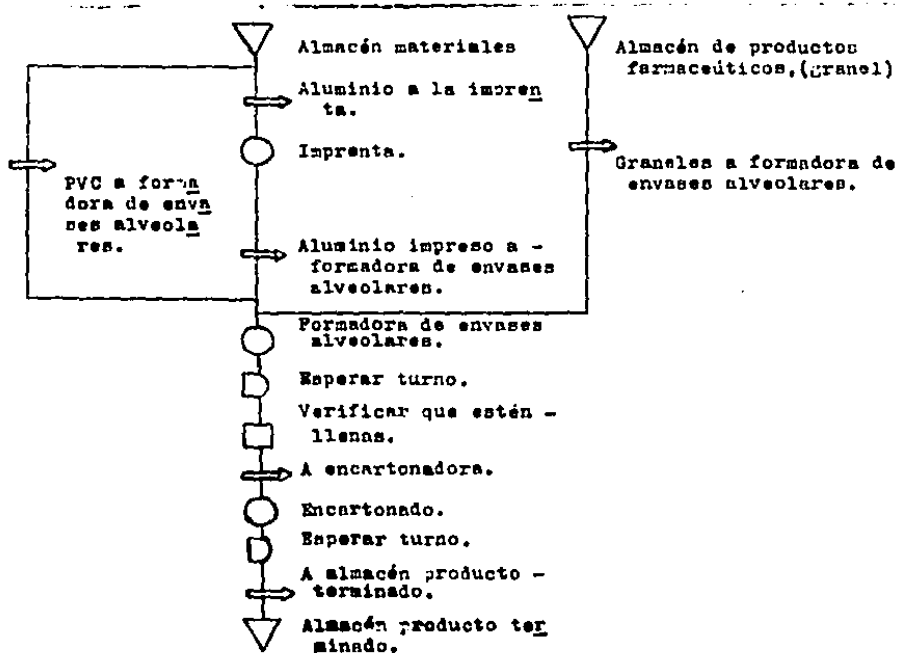 Almacén materiales
Almacén de productos
farmaceúticos,(granel)
Aluminio a la impren
ta.
Imprenta.
Graneles a formadora de
envases alveolares.
PVC a forma
dora de enva
ses alveola
res.
Aluminio impreso a -
formadora de envases
alveolares.
Formadora de envases
alveolares.
Esperar turno.
Verificar que estén -
llenas.
A encartonadora.
Encartonado.
Esperar turno.
A almacén producto -
terminado.
Almacén producto ter
minado.